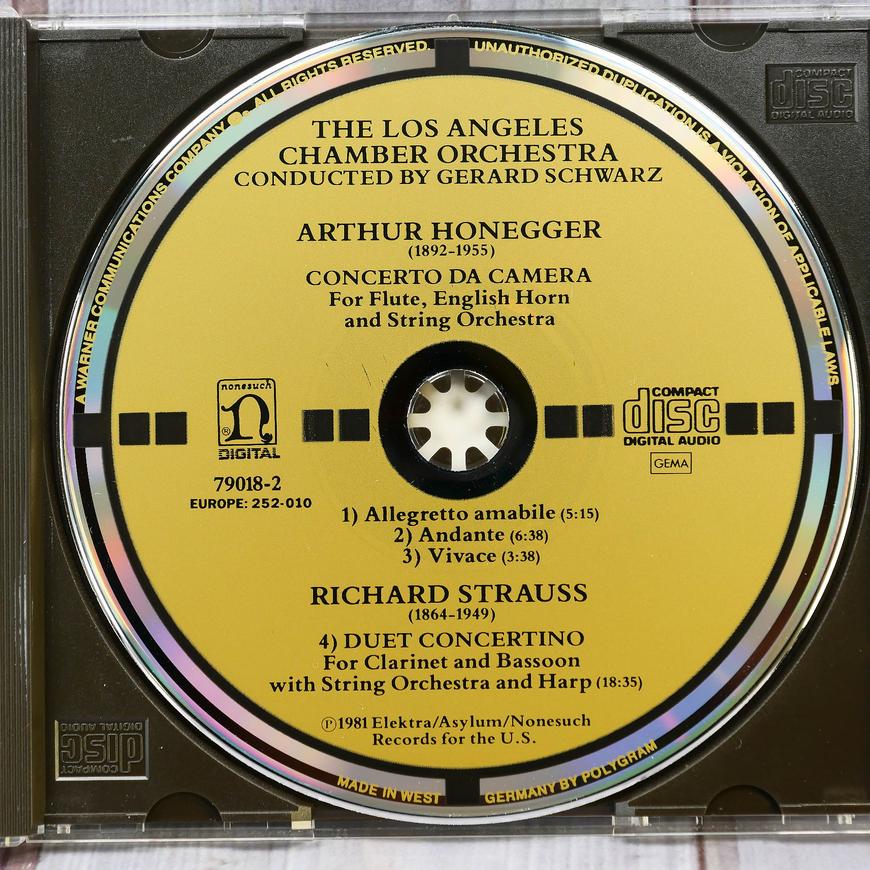 A WARNER COMMUNICATIONS COMPANY ALL RIGHTS RESERVED.
UNAUTHORIZED DUPLICATION IS A VIOLATION OF APPLICABLE LAWS
COMPACT
disc
DIGITAL AUDIO
THE LOS ANGELES
CHAMBER ORCHESTRA
CONDUCTED BY GERARD SCHWARZ
ARTHUR HONEGGER
(1892-1955)
CONCERTO DA CAMERA
For Flute, English Horn
and String Orchestra
nonesuch
n
®
DIGITAL
79018-2
EUROPE: 252-010
COMPACT
disc
DIGITAL AUDIO
GEMA
1) Allegretto amabile (5:15)
2) Andante (6:38)
3) Vivace (3:38)
RICHARD STRAUSS
(1864-1949)
4) DUET CONCERTINO
For Clarinet and Bassoon
with String Orchestra and Harp (18:35)
℗1981 Elektra/Asylum/Nonesuch
Records for the U.S.
MADE IN WEST GERMANY BY POLYGRAM
COMPACT
disc
DIGITAL AUDIO